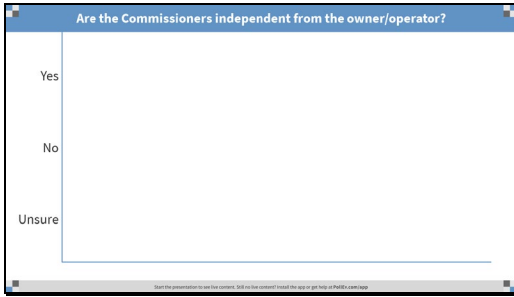 Are the Commissioners independent from the owner/operator?
Yes
No
Unsure
Start the presentation to see live content. Still no live content? Install the app or get help at PollEv.com/app